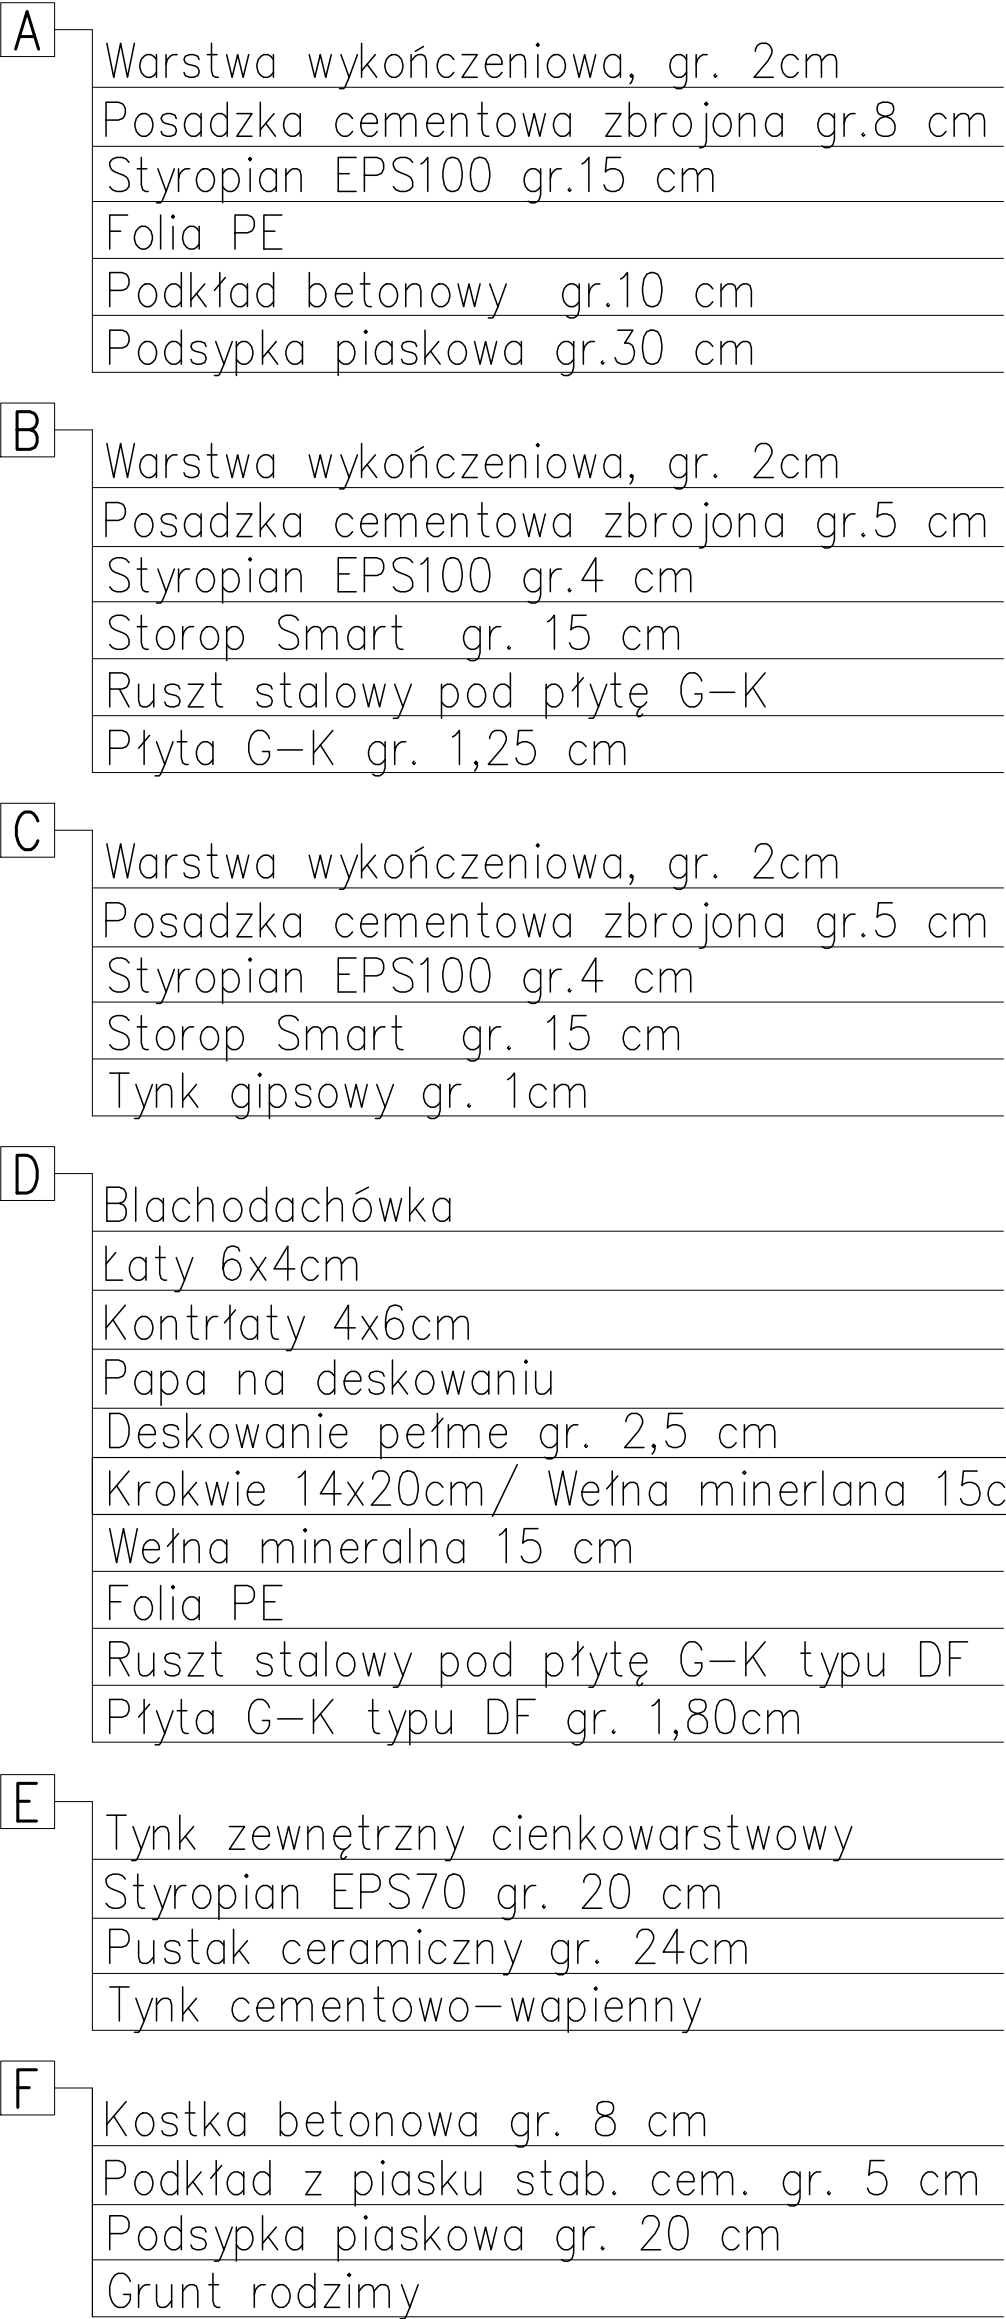 A
Warstwa wykończeniowa, gr. 2cm
Posadzka cementowa zbrojona gr.8 cm
Styropian EPS100 gr.15 cm
Folia PE
Podkład betonowy gr.10 cm
Podsypka piaskowa gr.30 cm
B
Warstwa wykończeniowa, gr. 2cm
Posadzka cementowa zbrojona gr.5 cm
Styropian EPS100 gr.4 cm
Storop Smart gr. 15 cm
Ruszt stalowy pod płytę G-K
Płyta G-K gr. 1,25 cm
C
Warstwa wykończeniowa, gr. 2cm
Posadzka cementowa zbrojona gr.5 cm
Styropian EPS100 gr.4 cm
Storop Smart gr. 15 cm
Tynk gipsowy gr. 1cm
D
Blachodachówka
Łaty 6x4cm
Kontrłaty 4x6cm
Papa na deskowaniu
Deskowanie pełme gr. 2,5 cm
Krokwie 14x20cm/ Wełna minerlana 15c
Wełna mineralna 15 cm
Folia PE
Ruszt stalowy pod płytę G-K typu DF
Płyta G-K typu DF gr. 1,80cm
E
Tynk zewnętrzny cienkowarstwowy
Styropian EPS70 gr. 20 cm
Pustak ceramiczny gr. 24cm
Tynk cementowo-wapienny
F
Kostka betonowa gr. 8 cm
Podkład z piasku stab. cem. gr. 5 cm
Podsypka piaskowa gr. 20 cm
Grunt rodzimy